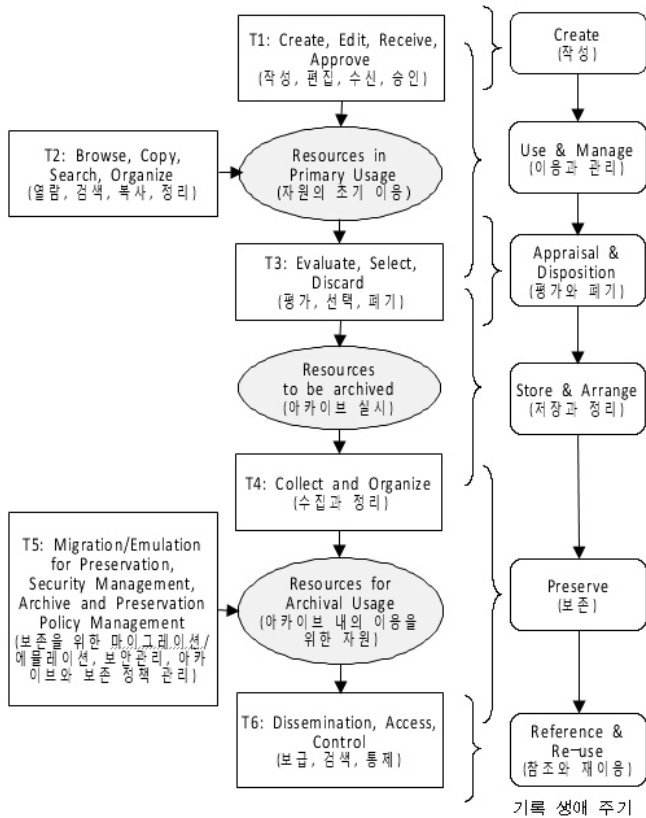 T1: Create, Edit, Receive,
Approve
(작성, 편집, 수신, 승인)
Create
(작성)
T2: Browse, Copy,
Search, Organize
(열람, 검색, 복사, 정리)
Resources in
Primary Usage
(자원의 초기 이용)
Use & Manage
(이용과 관리)
T3: Evaluate, Select,
Discard
(평가, 선택, 폐기)
Appraisal &
Disposition
(평가와 폐기)
Resources
to be archived
(아카이브 실시)
Store & Arrange
(저장과 정리)
T4: Collect and Organize
(수집과 정리)
T5: Migration/Emulation
for Preservation,
Security Management,
Archive and Preservation
Policy Management
(보존을 위한 마이그레이션/
에뮬레이션, 보안관리, 아카
이브와 보존 정책 관리)
Resources for
Archival Usage
(아카이브 내의 이용을
위한 자원)
Preserve
(보존)
T6: Dissemination, Access,
Control
(보급, 검색, 통제)
Reference &
Re-use
(참조와 재이용)
기록 생애 주기